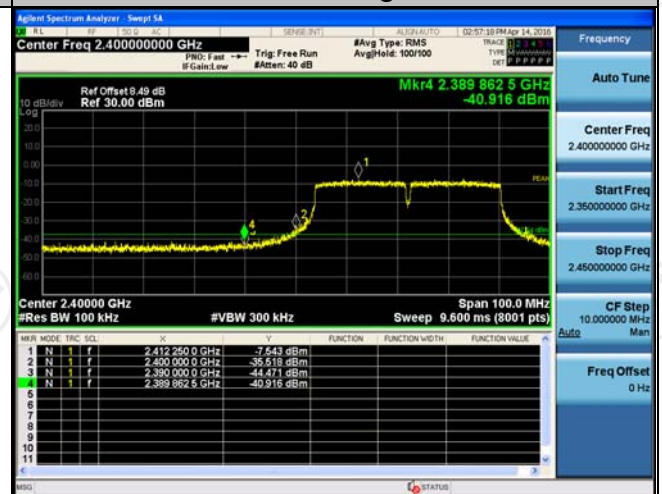 Agilent Spectrum Analyzer - Swept SA
RL RF 50 Ω AC SENSE:INT ALIGN AUTO 02:57:18 PM Apr 14, 2016
Center Freq 2.400000000 GHz
PNO: Fast
IFGain:Low
Trig: Free Run
#Atten: 40 dB
#Avg Type: RMS
Avg|Hold: 100/100
TRACE 1 2 3 4 5 6
TYPE
DET P P P P P P
Ref Offset 8.49 dB
Ref 30.00 dBm
10 dB/div
Log
Mkr4 2.389 862 5 GHz
-40.916 dBm
20.0
10.0
0.00
-10.0
-20.0
-30.0
-40.0
-50.0
-60.0
1
2
4
PEAK
Center 2.40000 GHz
#Res BW 100 kHz
#VBW 300 kHz
Span 100.0 MHz
Sweep 9.600 ms (8001 pts)
MKR MODE TRC SCL X Y FUNCTION FUNCTION WIDTH FUNCTION VALUE
1 N 1 f 2.412 250 0 GHz -7.543 dBm
2 N 1 f 2.400 000 0 GHz -35.518 dBm
3 N 1 f 2.390 000 0 GHz -44.471 dBm
4 N 1 f 2.389 862 5 GHz -40.916 dBm
5
6
7
8
9
10
11
MSG
STATUS
Frequency
Auto Tune
Center Freq
2.400000000 GHz
Start Freq
2.350000000 GHz
Stop Freq
2.450000000 GHz
CF Step
10.000000 MHz
Auto Man
Freq Offset
0 Hz